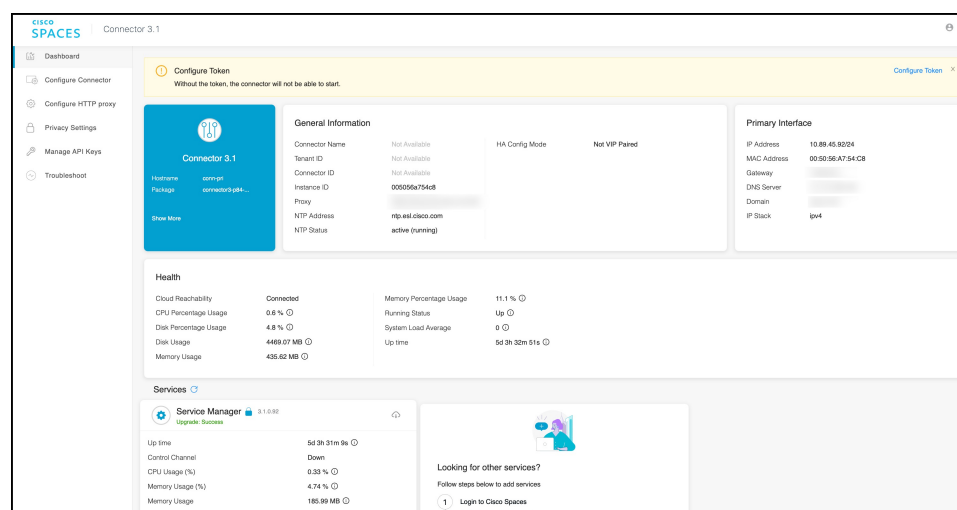 CISCO
SPACES
Connector 3.1
Dashboard
Configure Connector
Configure HTTP proxy
Privacy Settings
Manage API Keys
Troubleshoot
Configure Token
Without the token, the connector will not be able to start.
Configure Token ×
Connector 3.1
Hostname conn-pri
Package connector3-p84-...
Show More
General Information
Connector Name Not Available
Tenant ID Not Available
Connector ID Not Available
Instance ID 005056a754c8
Proxy
NTP Address ntp.esl.cisco.com
NTP Status active (running)
HA Config Mode Not VIP Paired
Primary Interface
IP Address 10.89.45.92/24
MAC Address 00:50:56:A7:54:C8
Gateway
DNS Server
Domain
IP Stack ipv4
Health
Cloud Reachability Connected
CPU Percentage Usage 0.6 %
Disk Percentage Usage 4.8 %
Disk Usage 4469.07 MB
Memory Usage 435.62 MB
Memory Percentage Usage 11.1 %
Running Status Up
System Load Average 0
Up time 5d 3h 32m 51s
Services
Service Manager 3.1.0.92
Upgrade: Success
Up time 5d 3h 31m 9s
Control Channel Down
CPU Usage (%) 0.33 %
Memory Usage (%) 4.74 %
Memory Usage 185.99 MB
Looking for other services?
Follow steps below to add services
1 Login to Cisco Spaces